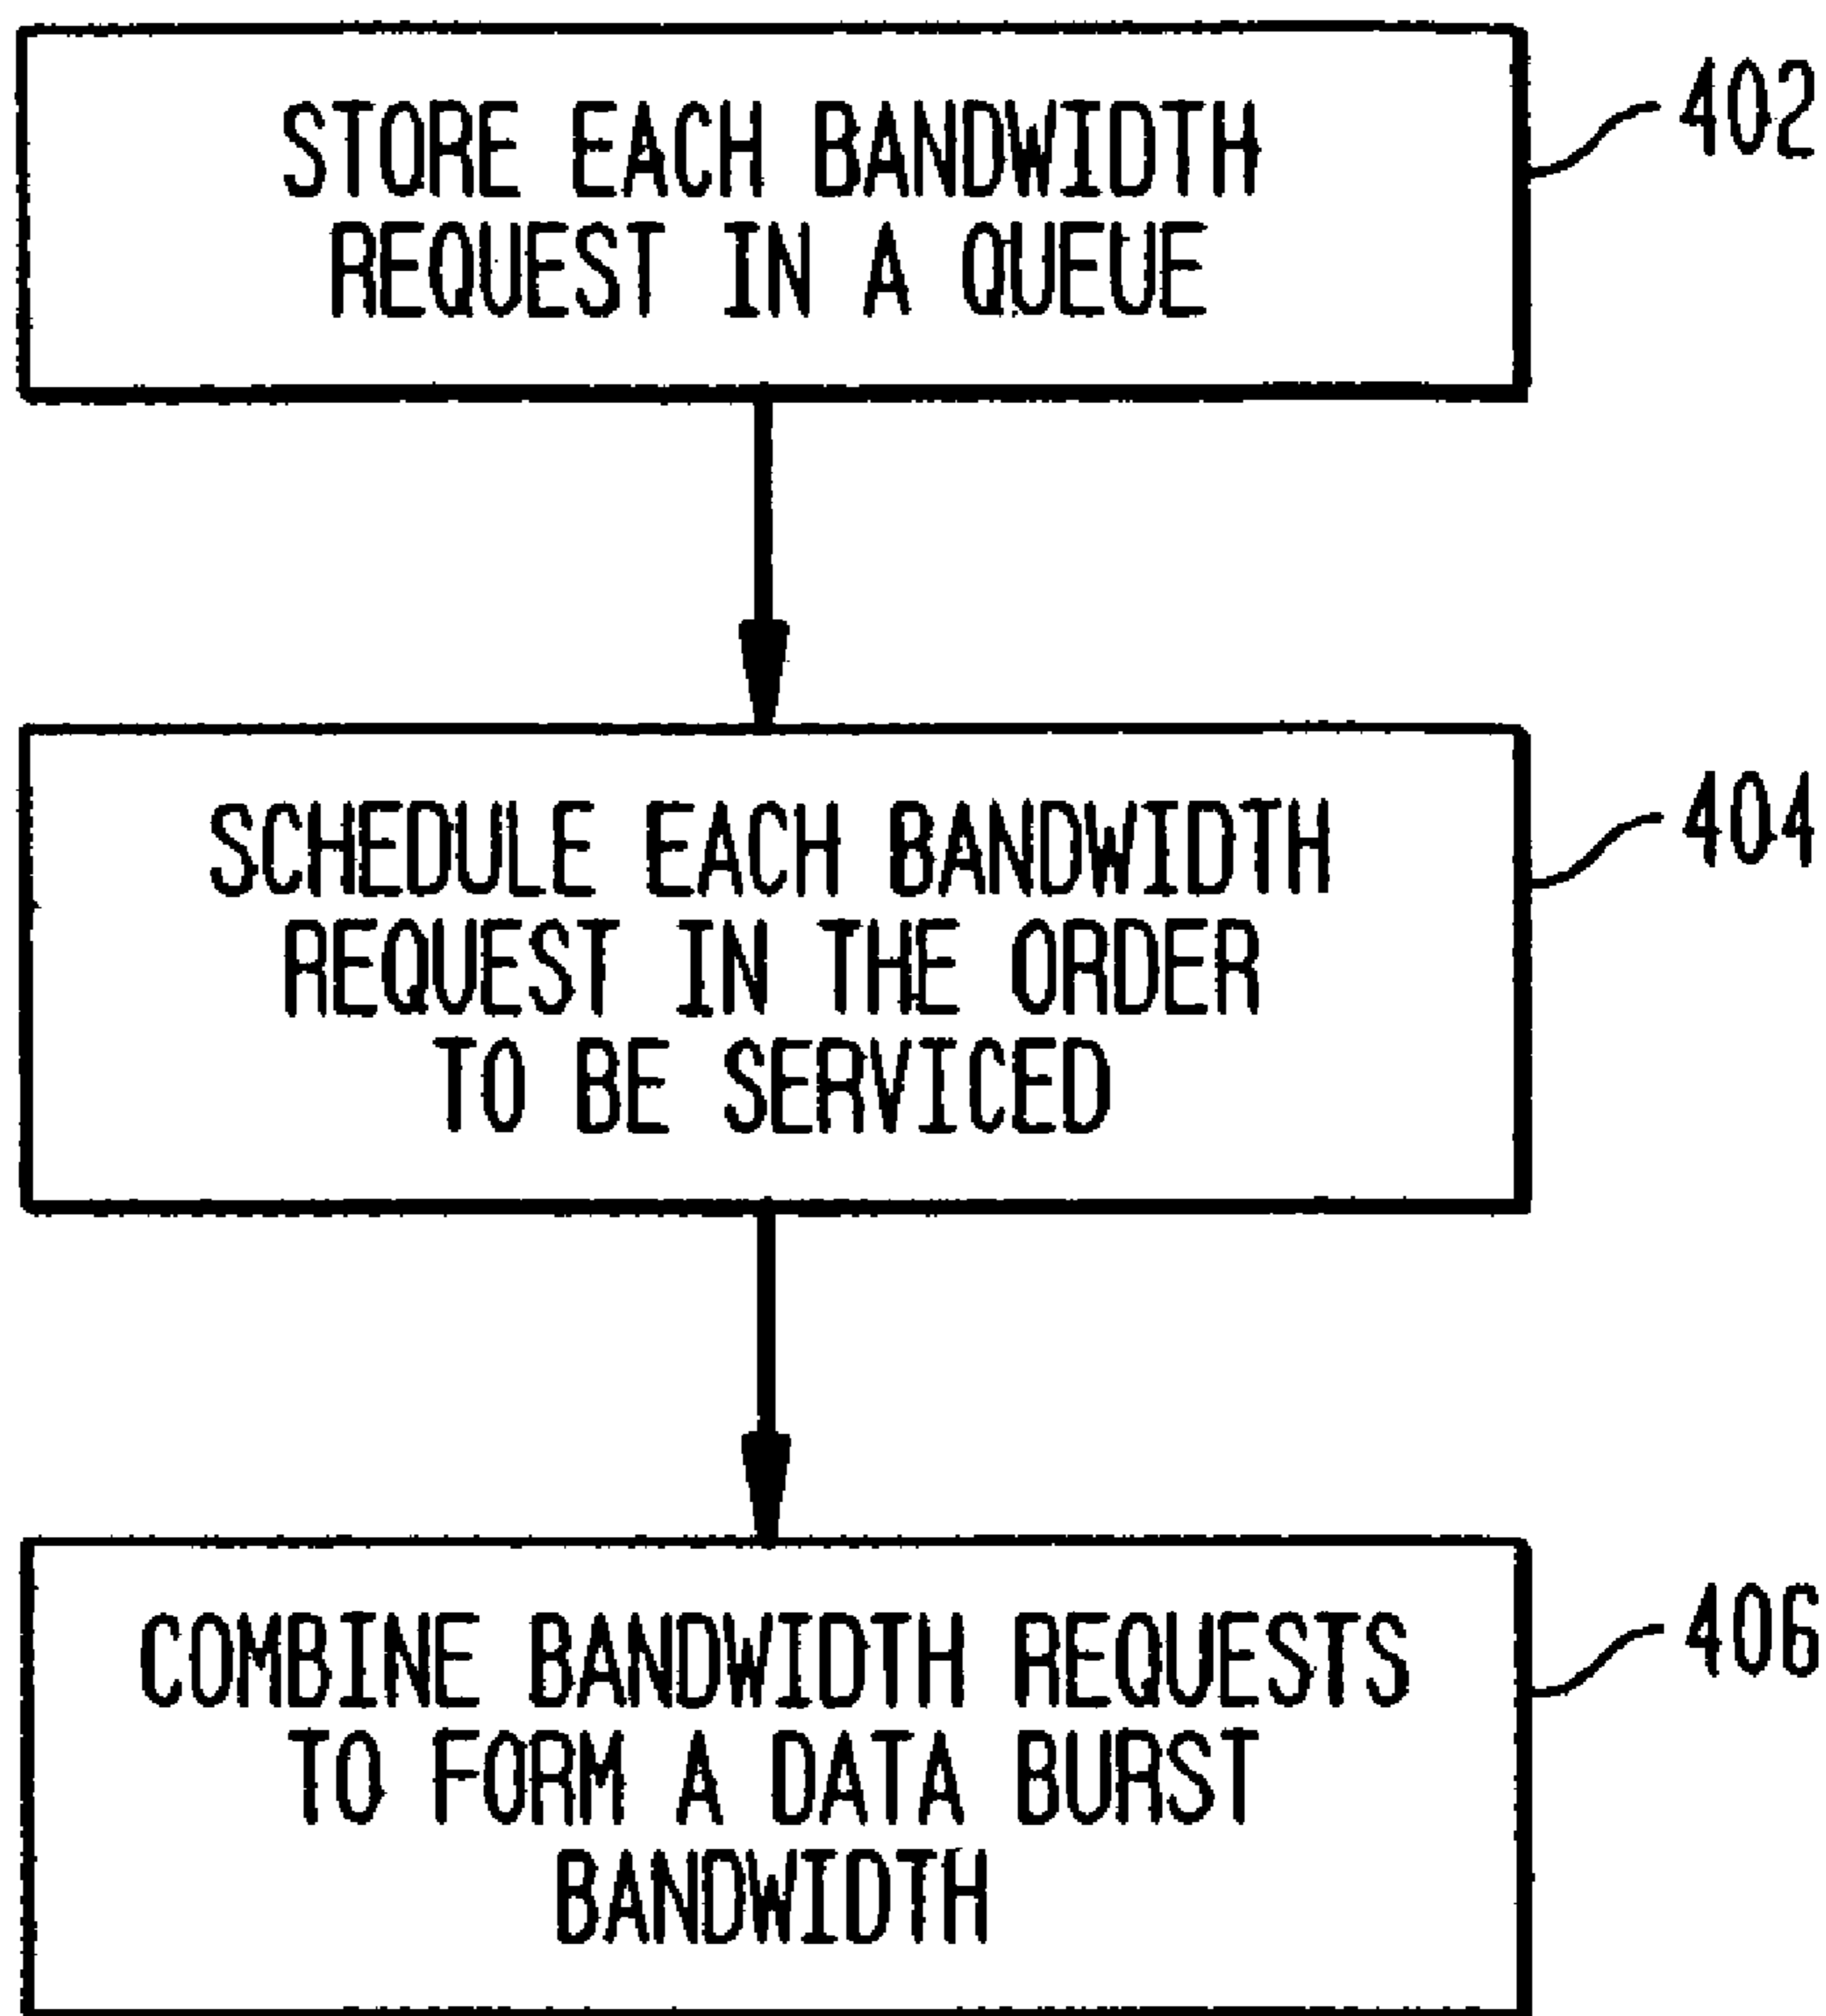 STORE EACH BANDWIDTH
REQUEST IN A QUEUE
402
SCHEDULE EACH BANDWIDTH
REQUEST IN THE ORDER
TO BE SERVICED
404
COMBINE BANDWIDTH REQUESTS
TO FORM A DATA BURST
BANDWIDTH
406